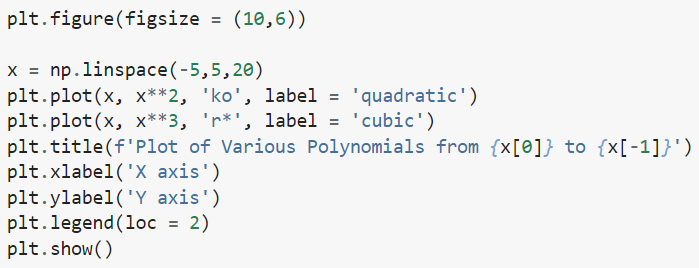 plt.figure(figsize = (10,6))
x = np.linspace(-5,5,20)
plt.plot(x, x**2, 'ko', label = 'quadratic')
plt.plot(x, x**3, 'r*', label = 'cubic')
plt.title(f'Plot of Various Polynomials from {x[0]} to {x[-1]}')
plt.xlabel('X axis')
plt.ylabel('Y axis')
plt.legend(loc = 2)
plt.show()